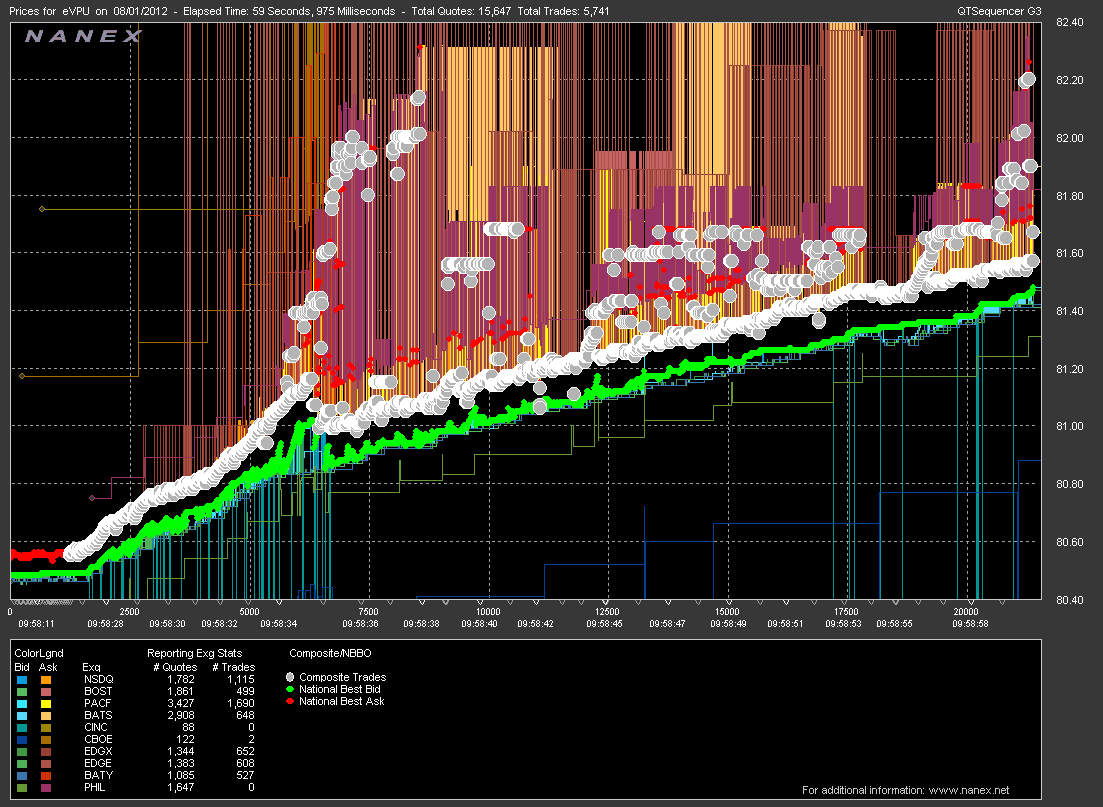 Prices for eVPU on 08/01/2012 - Elapsed Time: 59 Seconds, 975 Milliseconds - Total Quotes: 15,647 Total Trades: 5,741 QTSequencer G3
NANEX
82.40
82.20
82.00
81.80
81.60
81.40
81.20
81.00
80.80
80.60
80.40
0 2500 5000 7500 10000 12500 15000 17500 20000
09:58:11 09:58:28 09:58:30 09:58:32 09:58:34 09:58:36 09:58:38 09:58:40 09:58:42 09:58:45 09:58:47 09:58:49 09:58:51 09:58:53 09:58:55 09:58:58
ColorLgnd Reporting Exg Stats Composite/NBBO
Bid Ask Exq # Quotes # Trades
NSDQ 1,782 1,115 Composite Trades
BOST 1,861 499 National Best Bid
PACF 3,427 1,690 National Best Ask
BATS 2,908 648
CINC 88 0
CBOE 122 2
EDGX 1,344 652
EDGE 1,383 608
BATY 1,085 527
PHIL 1,647 0
For additional information: www.nanex.net